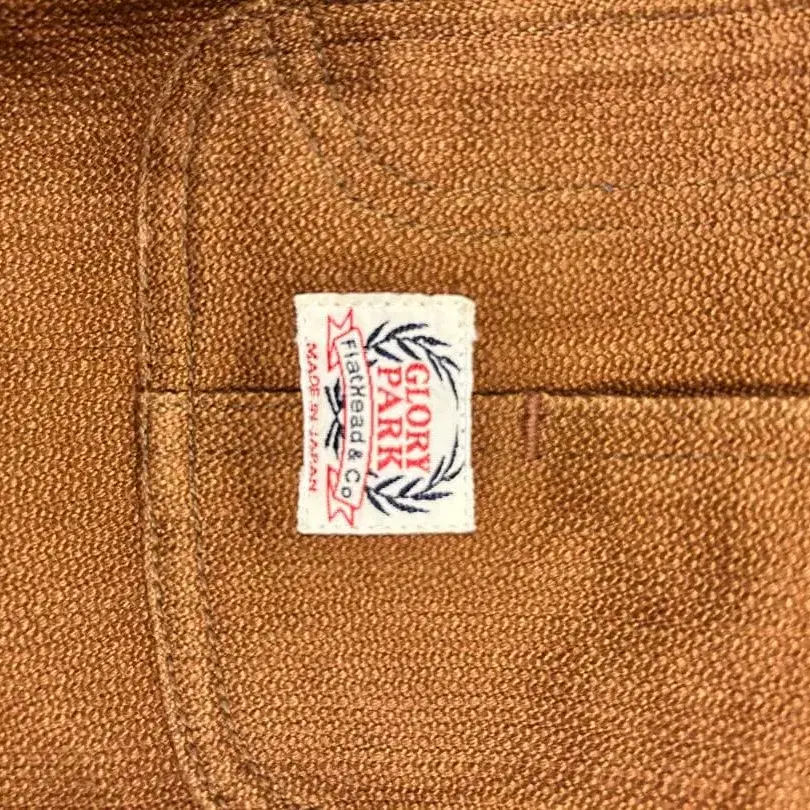 GLORY
PARK
FlatHead & Co
MADE IN JAPAN